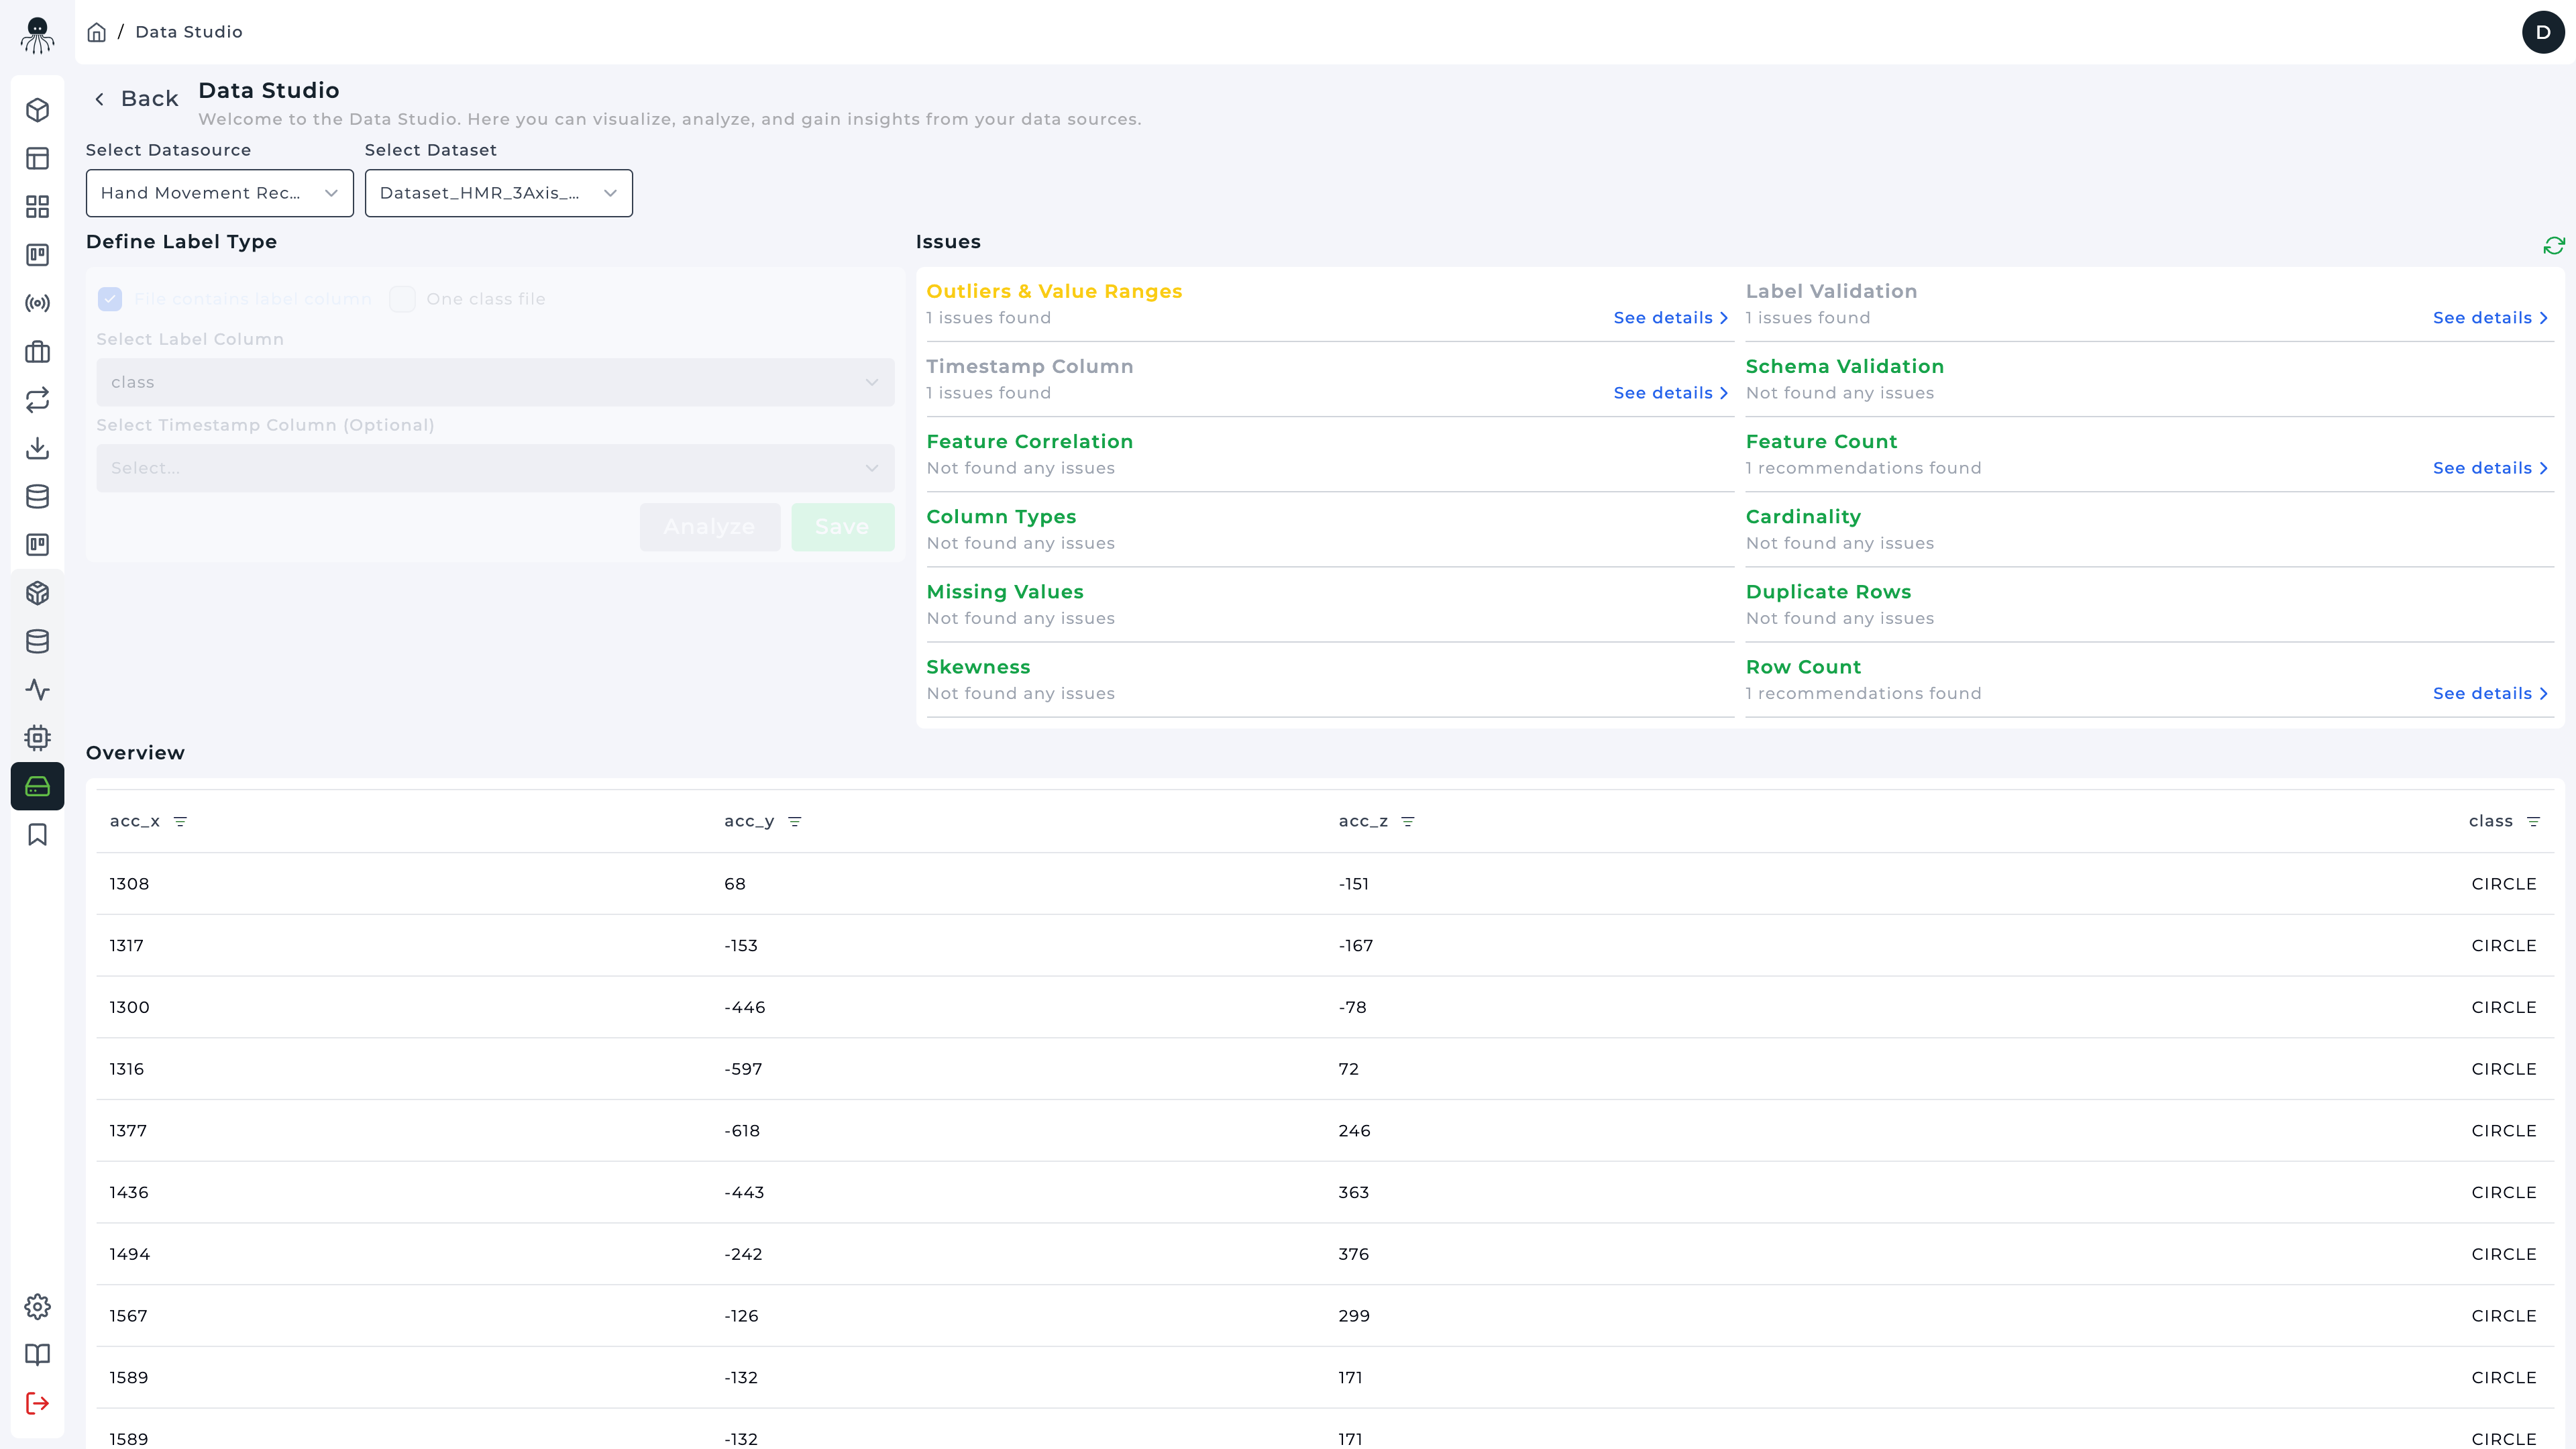 / Data Studio
D
Back
Data Studio
Welcome to the Data Studio. Here you can visualize, analyze, and gain insights from your data sources.
Select Datasource
Select Dataset
Hand Movement Rec...
Dataset_HMR_3Axis_...
Define Label Type
File contains label column
One class file
Select Label Column
class
Select Timestamp Column (Optional)
Select...
Analyze
Save
Issues
Outliers & Value Ranges
1 issues found
See details
Label Validation
1 issues found
See details
Timestamp Column
1 issues found
See details
Schema Validation
Not found any issues
Feature Correlation
Not found any issues
Feature Count
1 recommendations found
See details
Column Types
Not found any issues
Cardinality
Not found any issues
Missing Values
Not found any issues
Duplicate Rows
Not found any issues
Skewness
Not found any issues
Row Count
1 recommendations found
See details
Overview
acc_x acc_y acc_z class
1308 68 -151 CIRCLE
1317 -153 -167 CIRCLE
1300 -446 -78 CIRCLE
1316 -597 72 CIRCLE
1377 -618 246 CIRCLE
1436 -443 363 CIRCLE
1494 -242 376 CIRCLE
1567 -126 299 CIRCLE
1589 -132 171 CIRCLE
1589 -132 171 CIRCLE